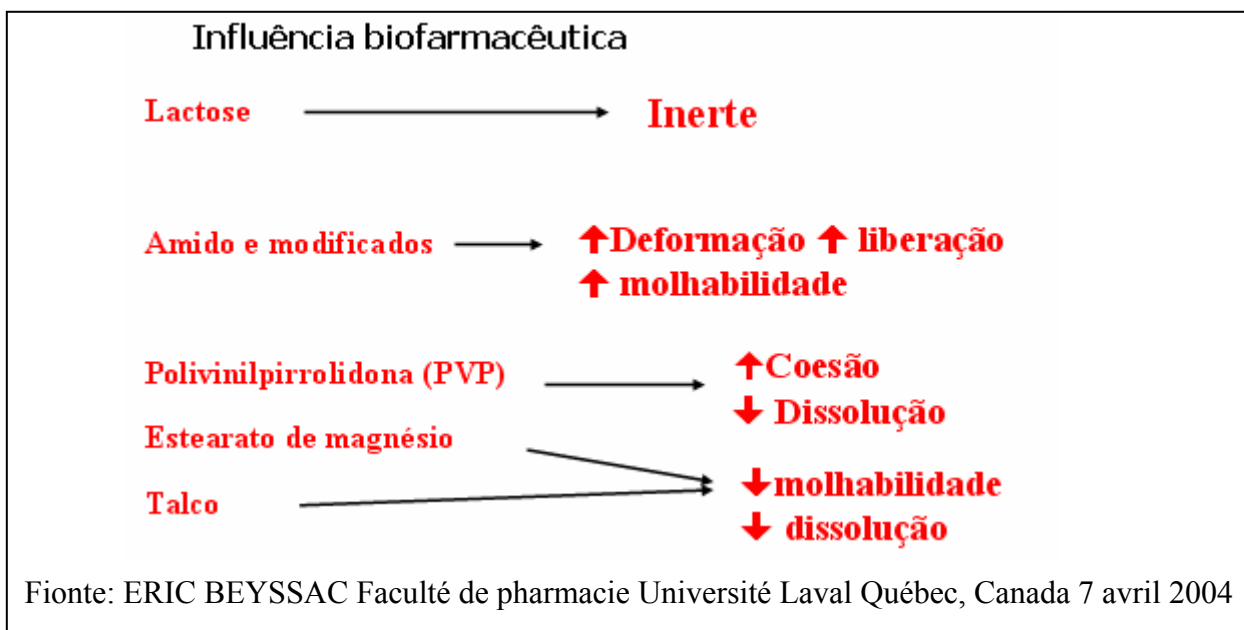 Influência biofarmacêutica
Lactose Inerte
Amido e modificados ↑Deformação ↑ liberação
↑ molhabilidade
Polivinilpirrolidona (PVP) ↑Coesão
↓ Dissolução
Estearato de magnésio
Talco ↓molhabilidade
↓ dissolução
Fionte: ERIC BEYSSAC Faculté de pharmacie Université Laval Québec, Canada 7 avril 2004